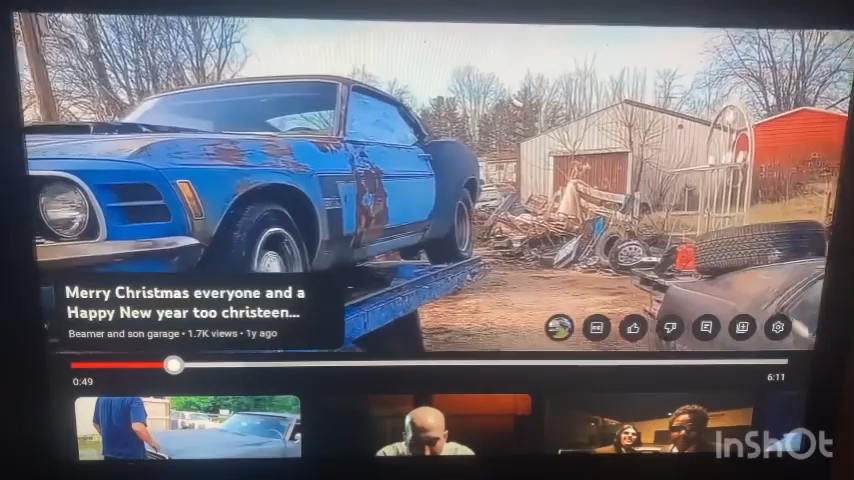 Merry Christmas everyone and a
Happy New year too christeen...
Beamer and son garage • 1.7K views • 1y ago
0:49
6:11
InShOt